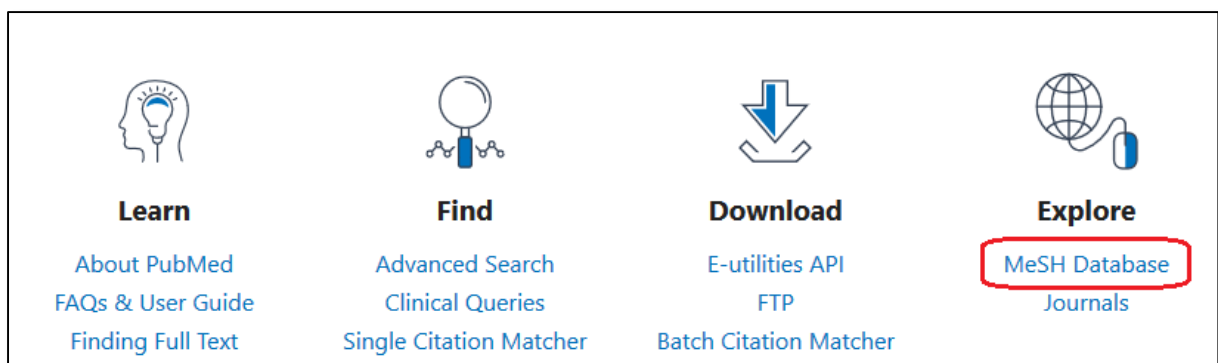 Learn
About PubMed
FAQs & User Guide
Finding Full Text
Find
Advanced Search
Clinical Queries
Single Citation Matcher
Download
E-utilities API
FTP
Batch Citation Matcher
Explore
MeSH Database
Journals